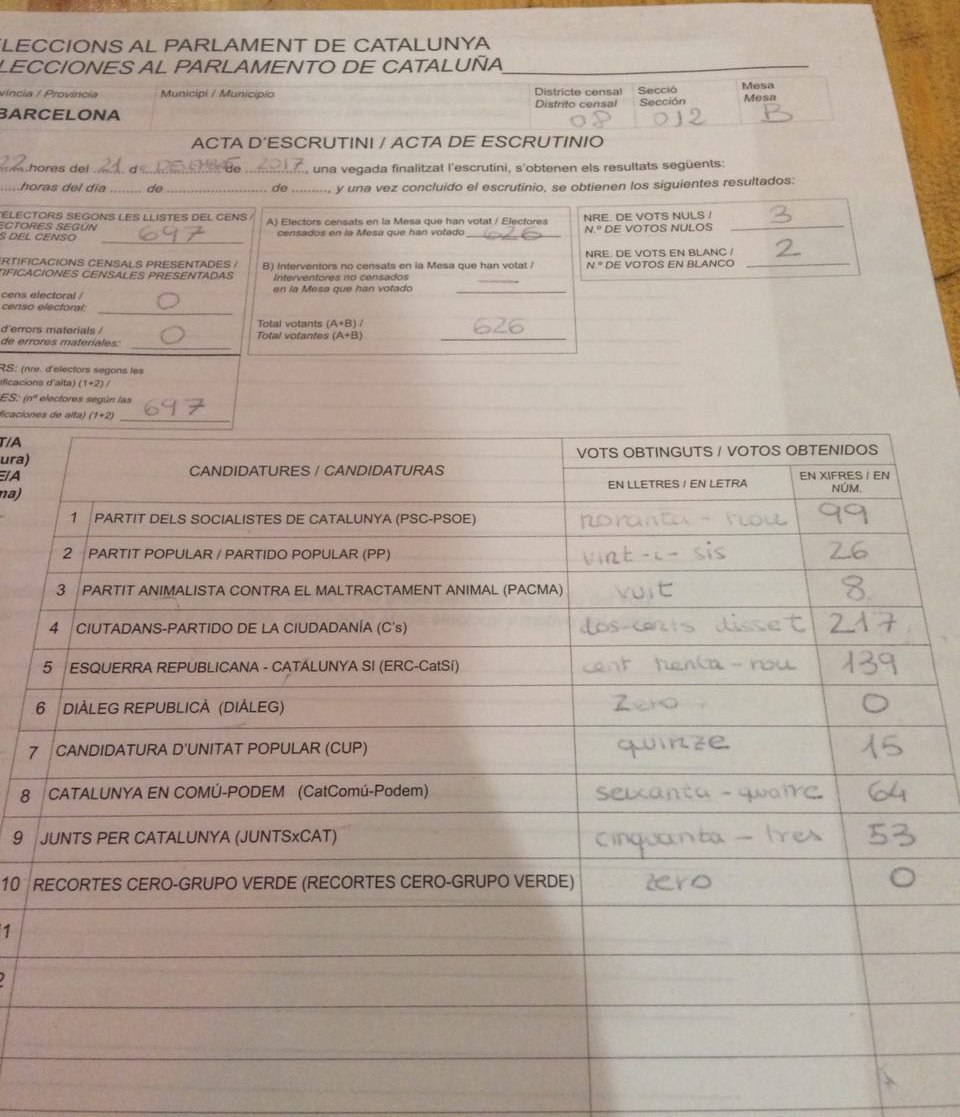 LECCIONS AL PARLAMENT DE CATALUNYA
LECCIONES AL PARLAMENTO DE CATALUÑA
víncia / Provincia Municipi / Municipio Districte censal Secció Mesa
Distrito censal Sección Mesa
BARCELONA 08 012 B
ACTA D'ESCRUTINI / ACTA DE ESCRUTINIO
22 hores del 21 de DESEMBRE de 2017, una vegada finalitzat l'escrutini, s'obtenen els resultats següents:
horas del día ........ de ........................ de ........, y una vez concluido el escrutinio, se obtienen los siguientes resultados:
ELECTORS SEGONS LES LLISTES DEL CENS /
ECTORES SEGÚN
S DEL CENSO 697
RTIFICACIONS CENSALS PRESENTADES /
TIFICACIONES CENSALES PRESENTADAS
cens electoral /
censo electoral: 0
d'errors materials /
de errores materiales: 0
RS: (nre. d'electors segons les
ificacions d'alta) (1+2) /
ES: (nº electores según las
ficaciones de alta) (1+2) 697
A) Electors censats en la Mesa que han votat / Electores
censados en la Mesa que han votado 626
B) Interventors no censats en la Mesa que han votat /
Interventores no censados
en la Mesa que han votado —
Total votants (A+B) /
Total votantes (A+B) 626
NRE. DE VOTS NULS / 3
N.º DE VOTOS NULOS
NRE. DE VOTS EN BLANC / 2
N.º DE VOTOS EN BLANCO
T/A
ura)
E/A
ma)
CANDIDATURES / CANDIDATURAS VOTS OBTINGUTS / VOTOS OBTENIDOS
EN LLETRES / EN LETRA EN XIFRES / EN
NÚM.
1 PARTIT DELS SOCIALISTES DE CATALUNYA (PSC-PSOE) noranta-nou 99
2 PARTIT POPULAR / PARTIDO POPULAR (PP) vint-i-sis 26
3 PARTIT ANIMALISTA CONTRA EL MALTRACTAMENT ANIMAL (PACMA) vuit 8
4 CIUTADANS-PARTIDO DE LA CIUDADANÍA (C's) dos-cents disset 217
5 ESQUERRA REPUBLICANA - CATALUNYA SI (ERC-CatSí) cent trenta-nou 139
6 DIÀLEG REPUBLICÀ (DIÀLEG) Zero 0
7 CANDIDATURA D'UNITAT POPULAR (CUP) quinze 15
8 CATALUNYA EN COMÚ-PODEM (CatComú-Podem) seixanta-quatre 64
9 JUNTS PER CATALUNYA (JUNTSxCAT) cinquanta-tres 53
10 RECORTES CERO-GRUPO VERDE (RECORTES CERO-GRUPO VERDE) zero 0
1
2